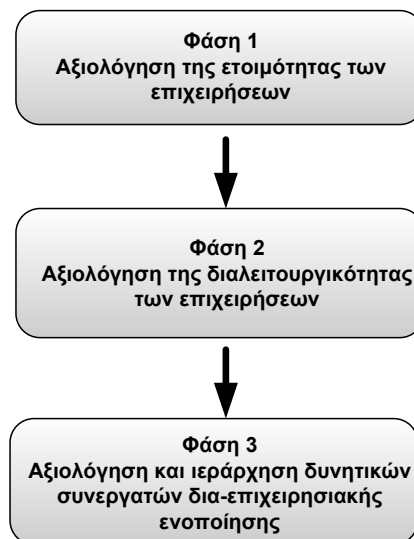 Φάση 1
Αξιολόγηση της ετοιμότητας των
επιχειρήσεων
Φάση 2
Αξιολόγηση της διαλειτουργικότητας
των επιχειρήσεων
Φάση 3
Αξιολόγηση και ιεράρχηση δυνητικών
συνεργατών δια-επιχειρησιακής
ενοποίησης